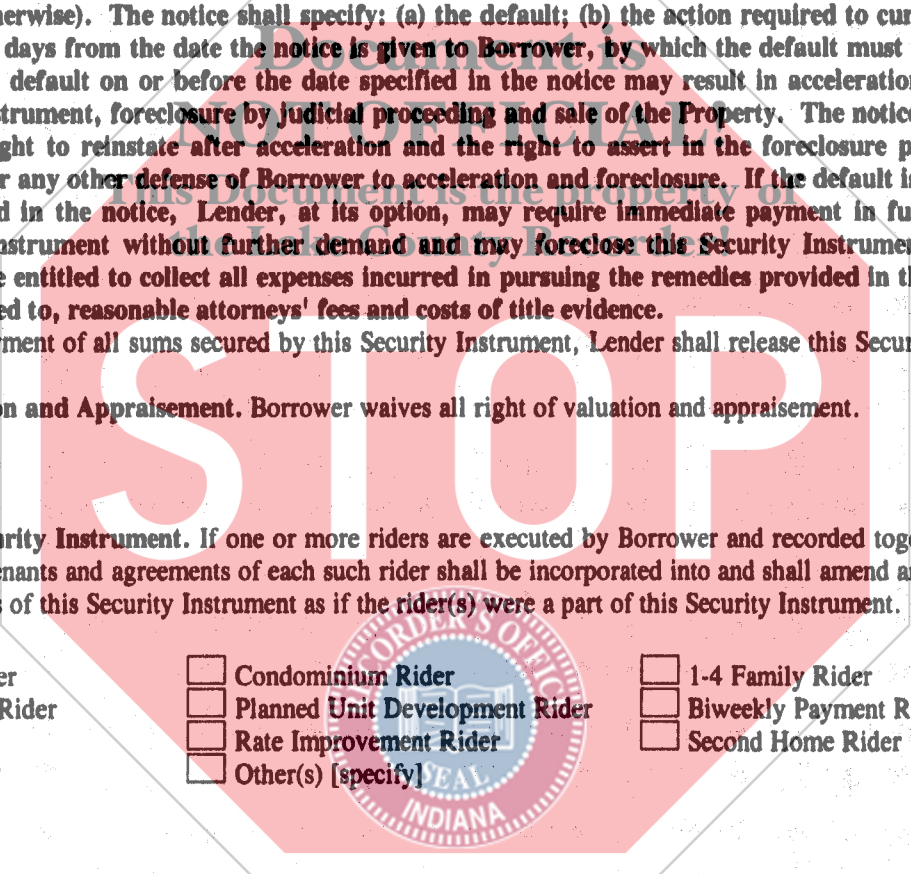 erwise). The notice shall specify: (a) the default; (b) the action required to cur
days from the date the notice is given to Borrower, by which the default must
default on or before the date specified in the notice may result in acceleration
strument, foreclosure by judicial proceeding and sale of the Property. The notice
ght to reinstate after acceleration and the right to assert in the foreclosure p
r any other defense of Borrower to acceleration and foreclosure. If the default i
d in the notice, Lender, at its option, may require immediate payment in fu
nstrument without further demand and may foreclose this Security Instrumen
e entitled to collect all expenses incurred in pursuing the remedies provided in th
ed to, reasonable attorneys' fees and costs of title evidence.
ment of all sums secured by this Security Instrument, Lender shall release this Secur
on and Appraisement. Borrower waives all right of valuation and appraisement.
urity Instrument. If one or more riders are executed by Borrower and recorded toge
enants and agreements of each such rider shall be incorporated into and shall amend a
s of this Security Instrument as if the rider(s) were a part of this Security Instrument.
er Condominium Rider 1-4 Family Rider
Rider Planned Unit Development Rider Biweekly Payment R
Rate Improvement Rider Second Home Rider
Other(s) [specify]
Document is
NOT OFFICIAL!
This Document is the property of
the Lake County Recorder!
STOP
RECORDER'S OFFIC
SEAL
INDIANA